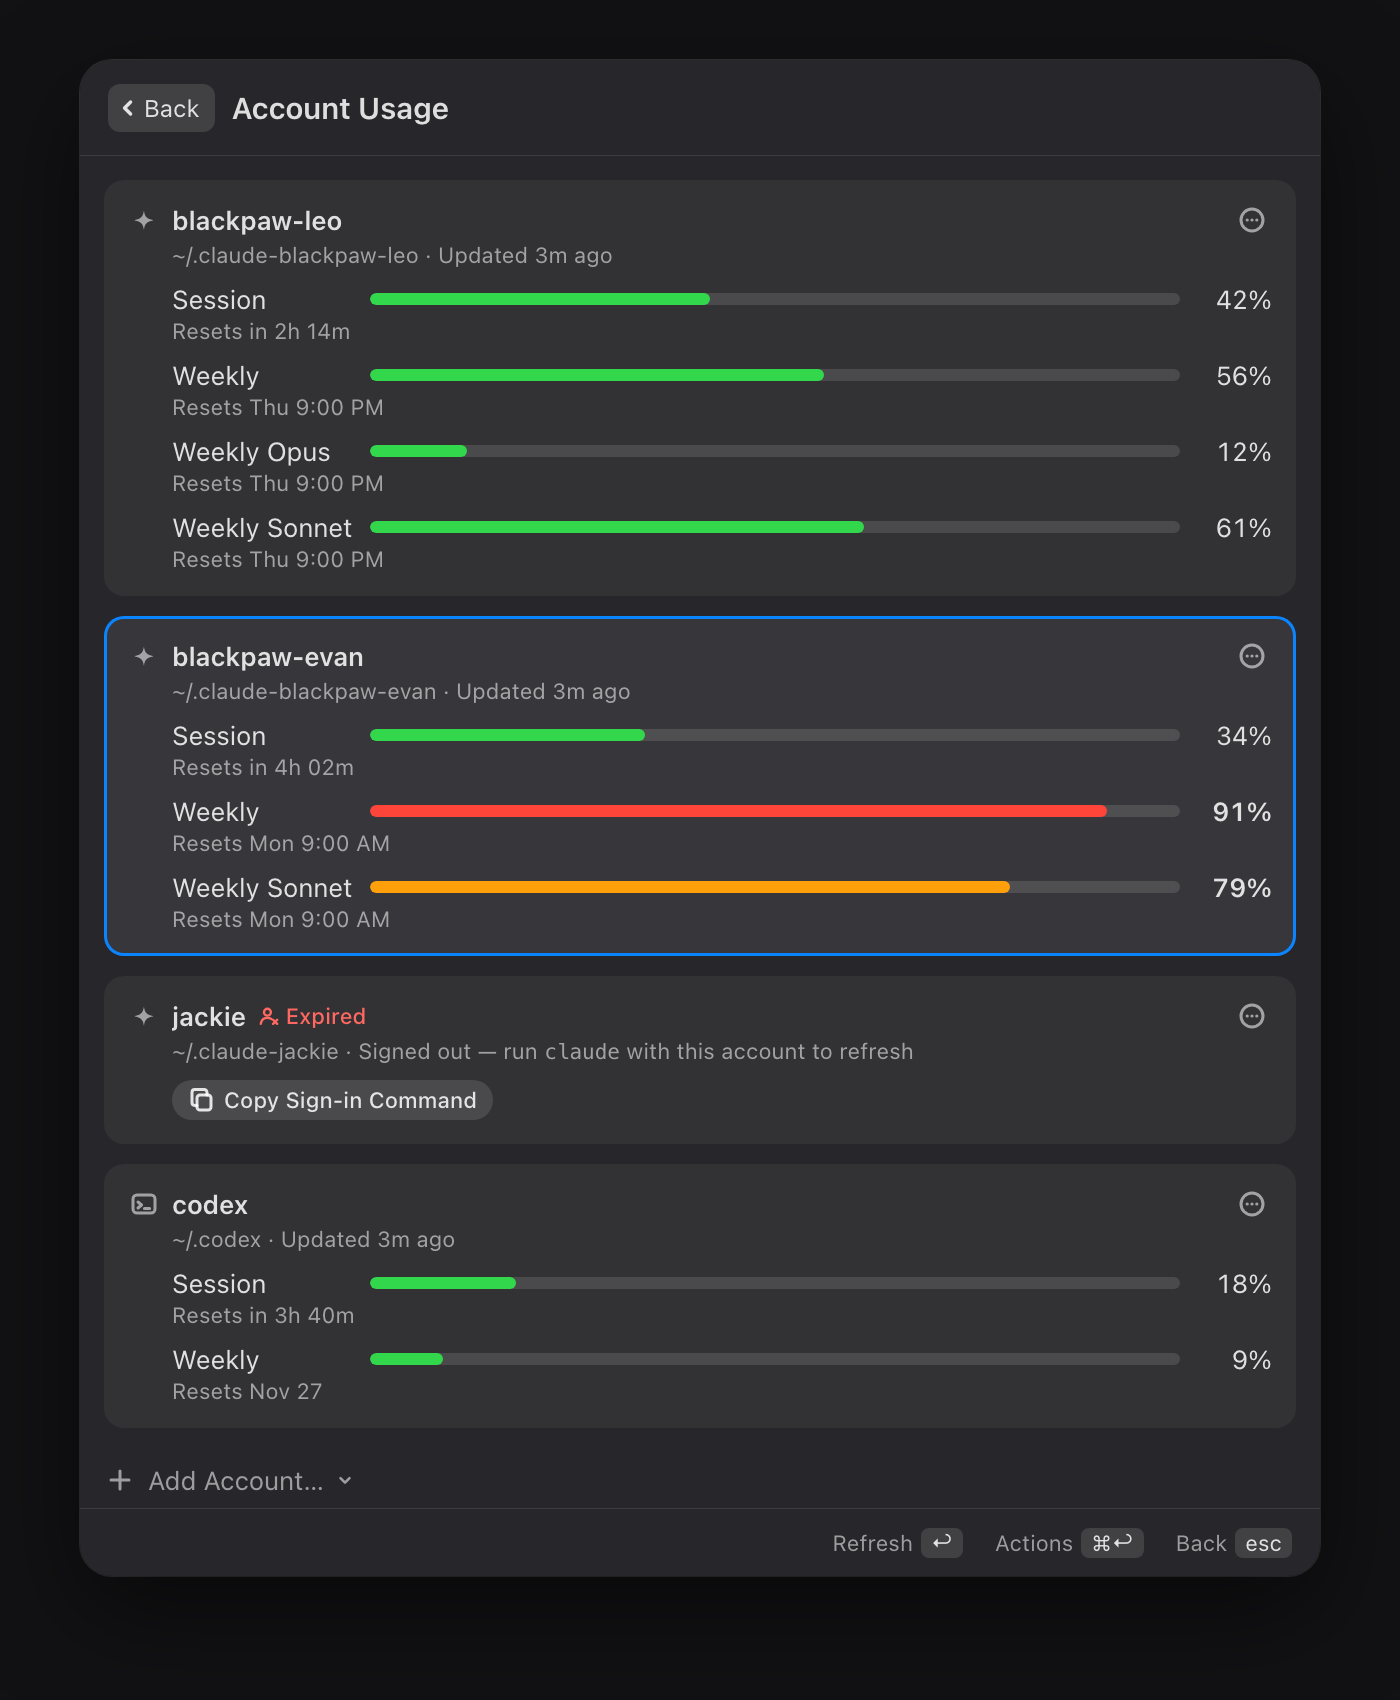 Back
Account Usage
blackpaw-leo
~/.claude-blackpaw-leo · Updated 3m ago
Session 42%
Resets in 2h 14m
Weekly 56%
Resets Thu 9:00 PM
Weekly Opus 12%
Resets Thu 9:00 PM
Weekly Sonnet 61%
Resets Thu 9:00 PM
blackpaw-evan
~/.claude-blackpaw-evan · Updated 3m ago
Session 34%
Resets in 4h 02m
Weekly 91%
Resets Mon 9:00 AM
Weekly Sonnet 79%
Resets Mon 9:00 AM
jackie Expired
~/.claude-jackie · Signed out — run claude with this account to refresh
Copy Sign-in Command
codex
~/.codex · Updated 3m ago
Session 18%
Resets in 3h 40m
Weekly 9%
Resets Nov 27
Add Account...
Refresh ↩ Actions ⌘↩ Back esc